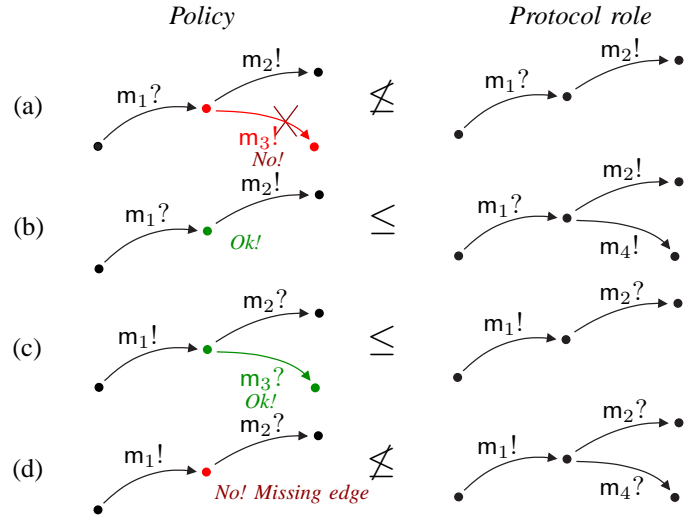 Policy Protocol role
(a) m₁? m₂! m₃! No! ≰ m₁? m₂!
(b) m₁? m₂! Ok! ≤ m₁? m₂! m₄!
(c) m₁! m₂? m₃? Ok! ≤ m₁! m₂?
(d) m₁! m₂? No! Missing edge ≰ m₁! m₂? m₄?